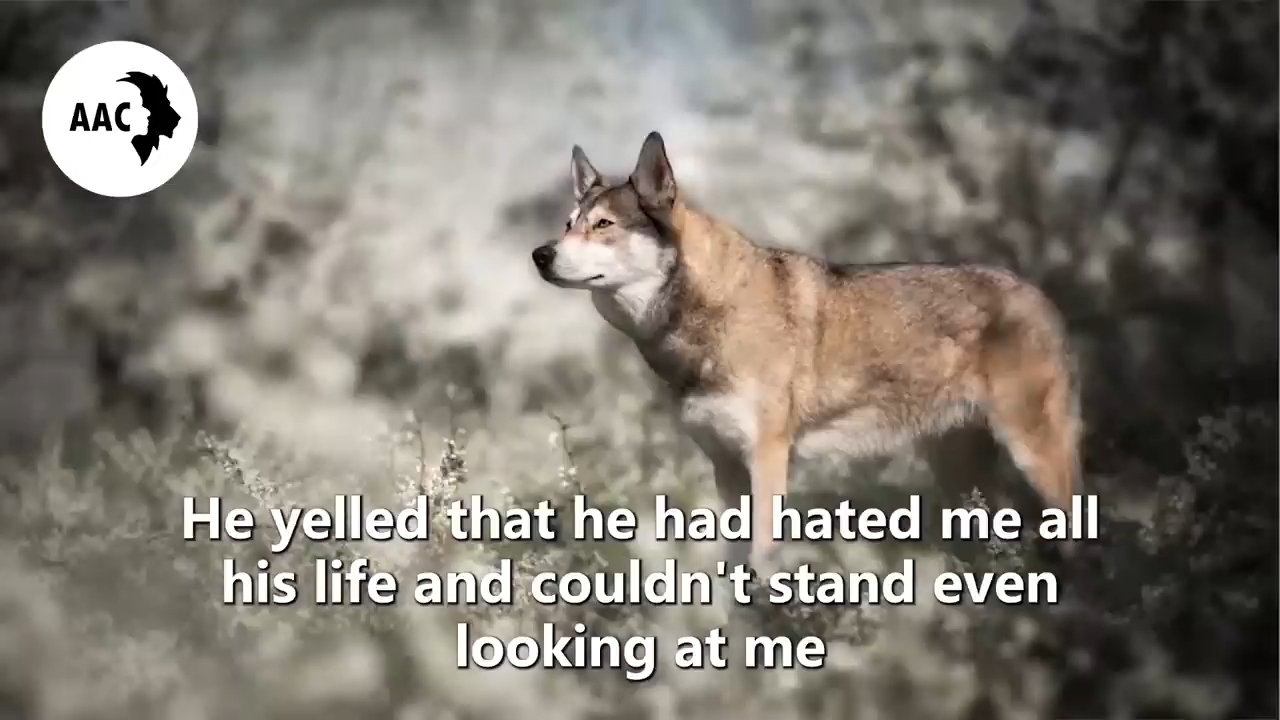 AAC
He yelled that he had hated me all
his life and couldn't stand even
looking at me